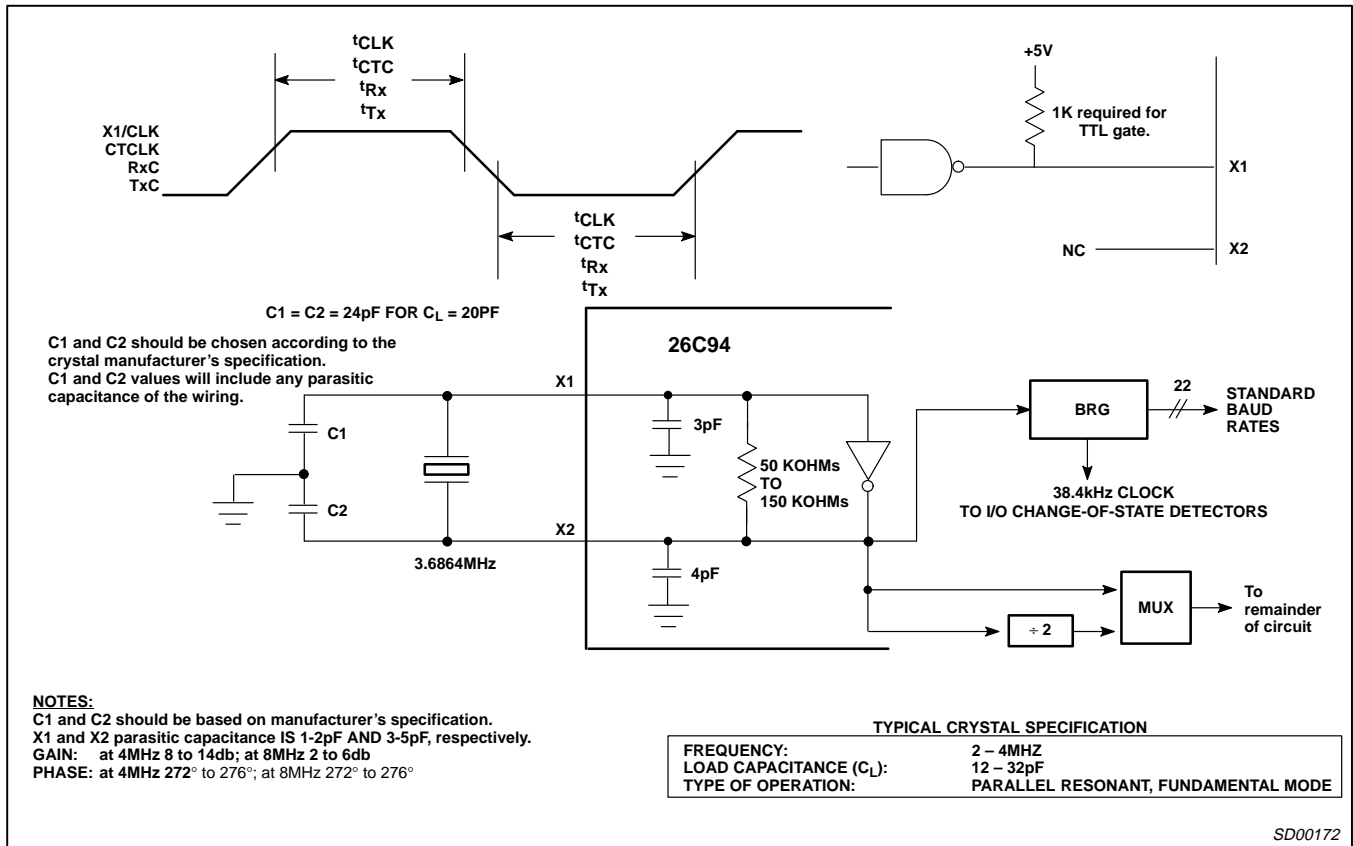 tCLK
tCTC
tRx
tTx
X1/CLK
CTCLK
RxC
TxC
tCLK
tCTC
tRx
tTx
+5V
1K required for
TTL gate.
X1
NC
X2
C1 = C2 = 24pF FOR CL = 20PF
C1 and C2 should be chosen according to the
crystal manufacturer's specification.
C1 and C2 values will include any parasitic
capacitance of the wiring.
26C94
X1
C1
3pF
50 KOHMs
TO
150 KOHMs
C2
X2
3.6864MHz
4pF
BRG
22
STANDARD
BAUD
RATES
38.4kHz CLOCK
TO I/O CHANGE-OF-STATE DETECTORS
MUX
÷ 2
To
remainder
of circuit
NOTES:
C1 and C2 should be based on manufacturer's specification.
X1 and X2 parasitic capacitance IS 1-2pF AND 3-5pF, respectively.
GAIN: at 4MHz 8 to 14db; at 8MHz 2 to 6db
PHASE: at 4MHz 272° to 276°; at 8MHz 272° to 276°
TYPICAL CRYSTAL SPECIFICATION
FREQUENCY: 2 – 4MHZ
LOAD CAPACITANCE (CL): 12 – 32pF
TYPE OF OPERATION: PARALLEL RESONANT, FUNDAMENTAL MODE
SD00172